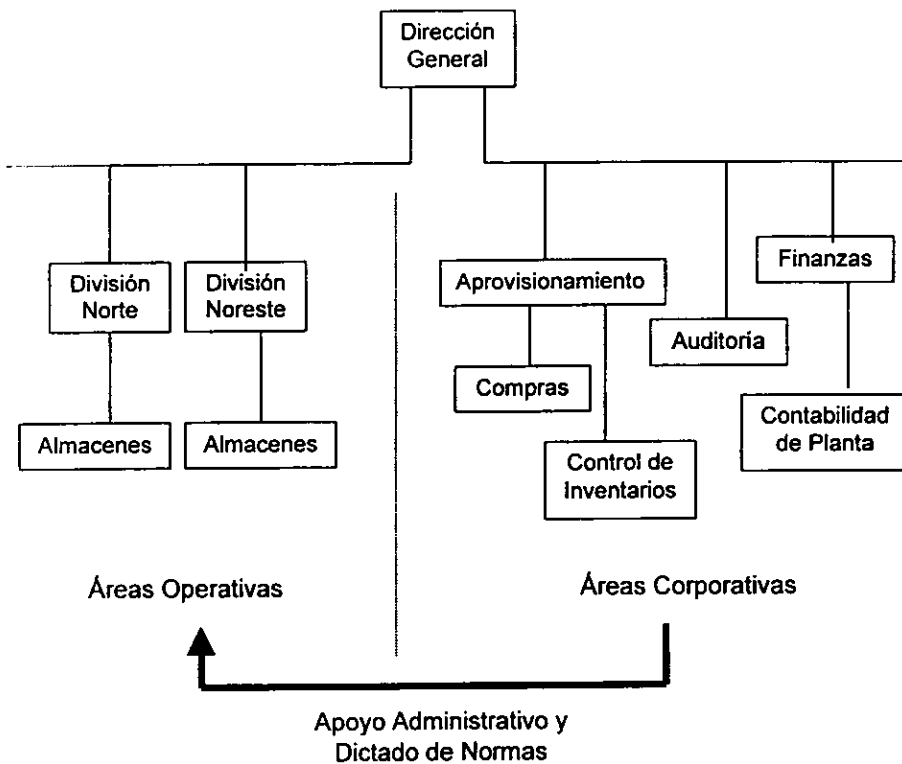 Dirección
General
División
Norte
División
Noreste
Aprovisionamiento
Finanzas
Auditoria
Compras
Almacenes
Almacenes
Contabilidad
de Planta
Control de
Inventarios
Áreas Operativas
Áreas Corporativas
Apoyo Administrativo y
Dictado de Normas